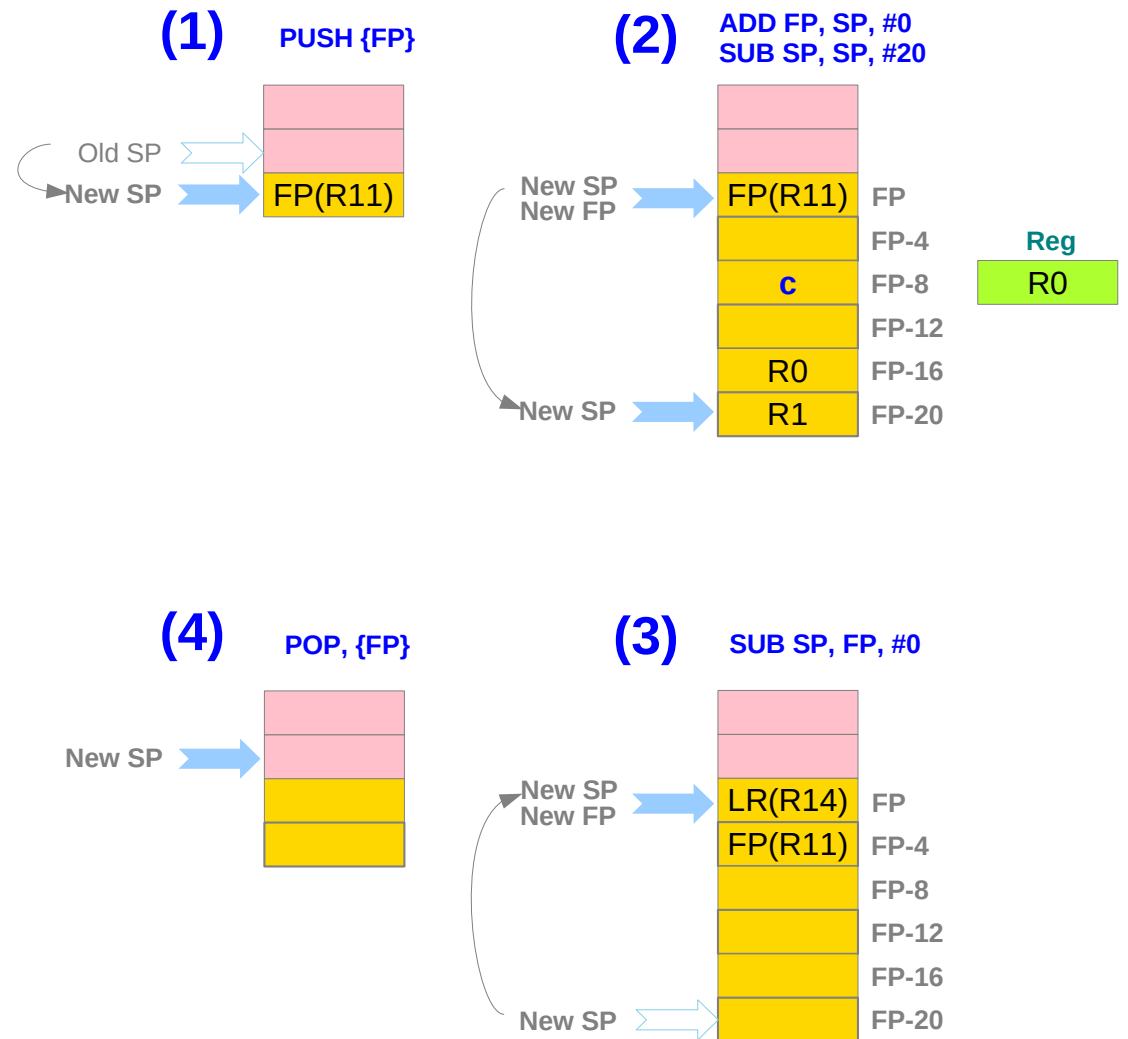 (1)
PUSH {FP}
Old SP
New SP
FP(R11)
(2)
ADD FP, SP, #0
SUB SP, SP, #20
New SP
New FP
FP(R11)
FP
FP-4
c
FP-8
FP-12
R0
FP-16
New SP
R1
FP-20
Reg
R0
(4)
POP, {FP}
New SP
(3)
SUB SP, FP, #0
New SP
New FP
LR(R14)
FP
FP(R11)
FP-4
FP-8
FP-12
FP-16
New SP
FP-20